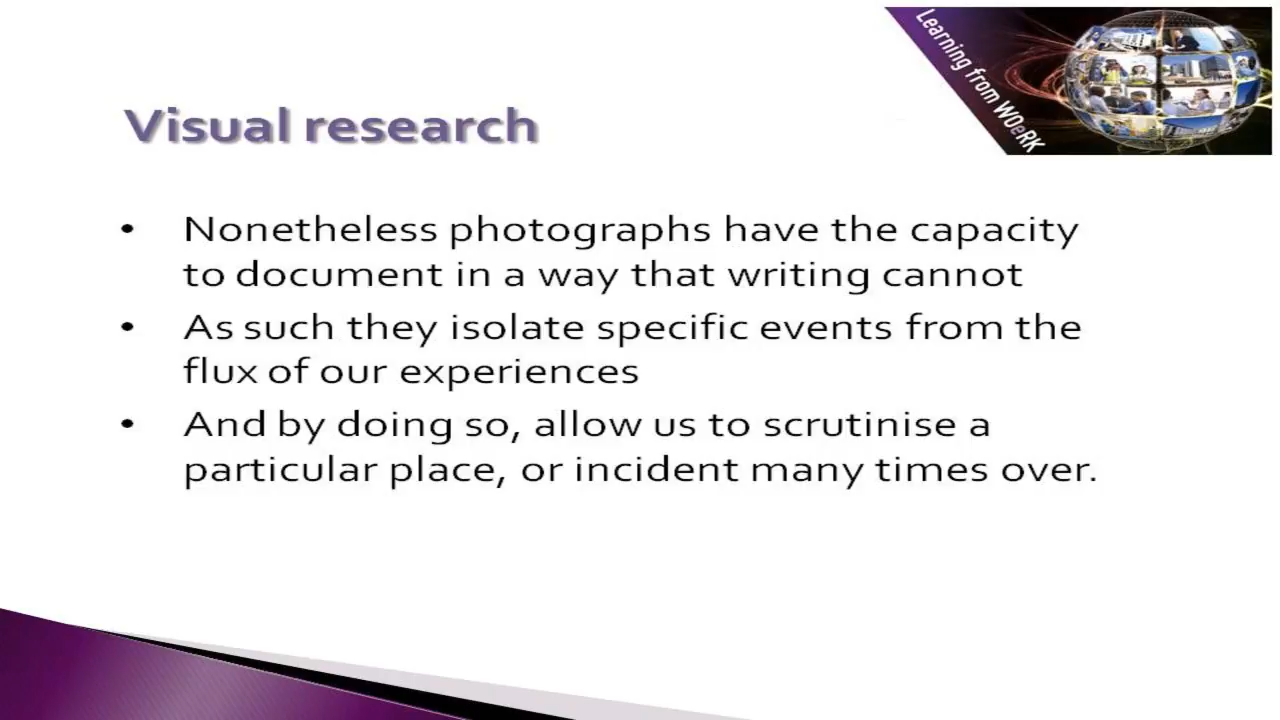 Learning from WOeRK
Visual research
• Nonetheless photographs have the capacity
to document in a way that writing cannot
• As such they isolate specific events from the
flux of our experiences
• And by doing so, allow us to scrutinise a
particular place, or incident many times over.